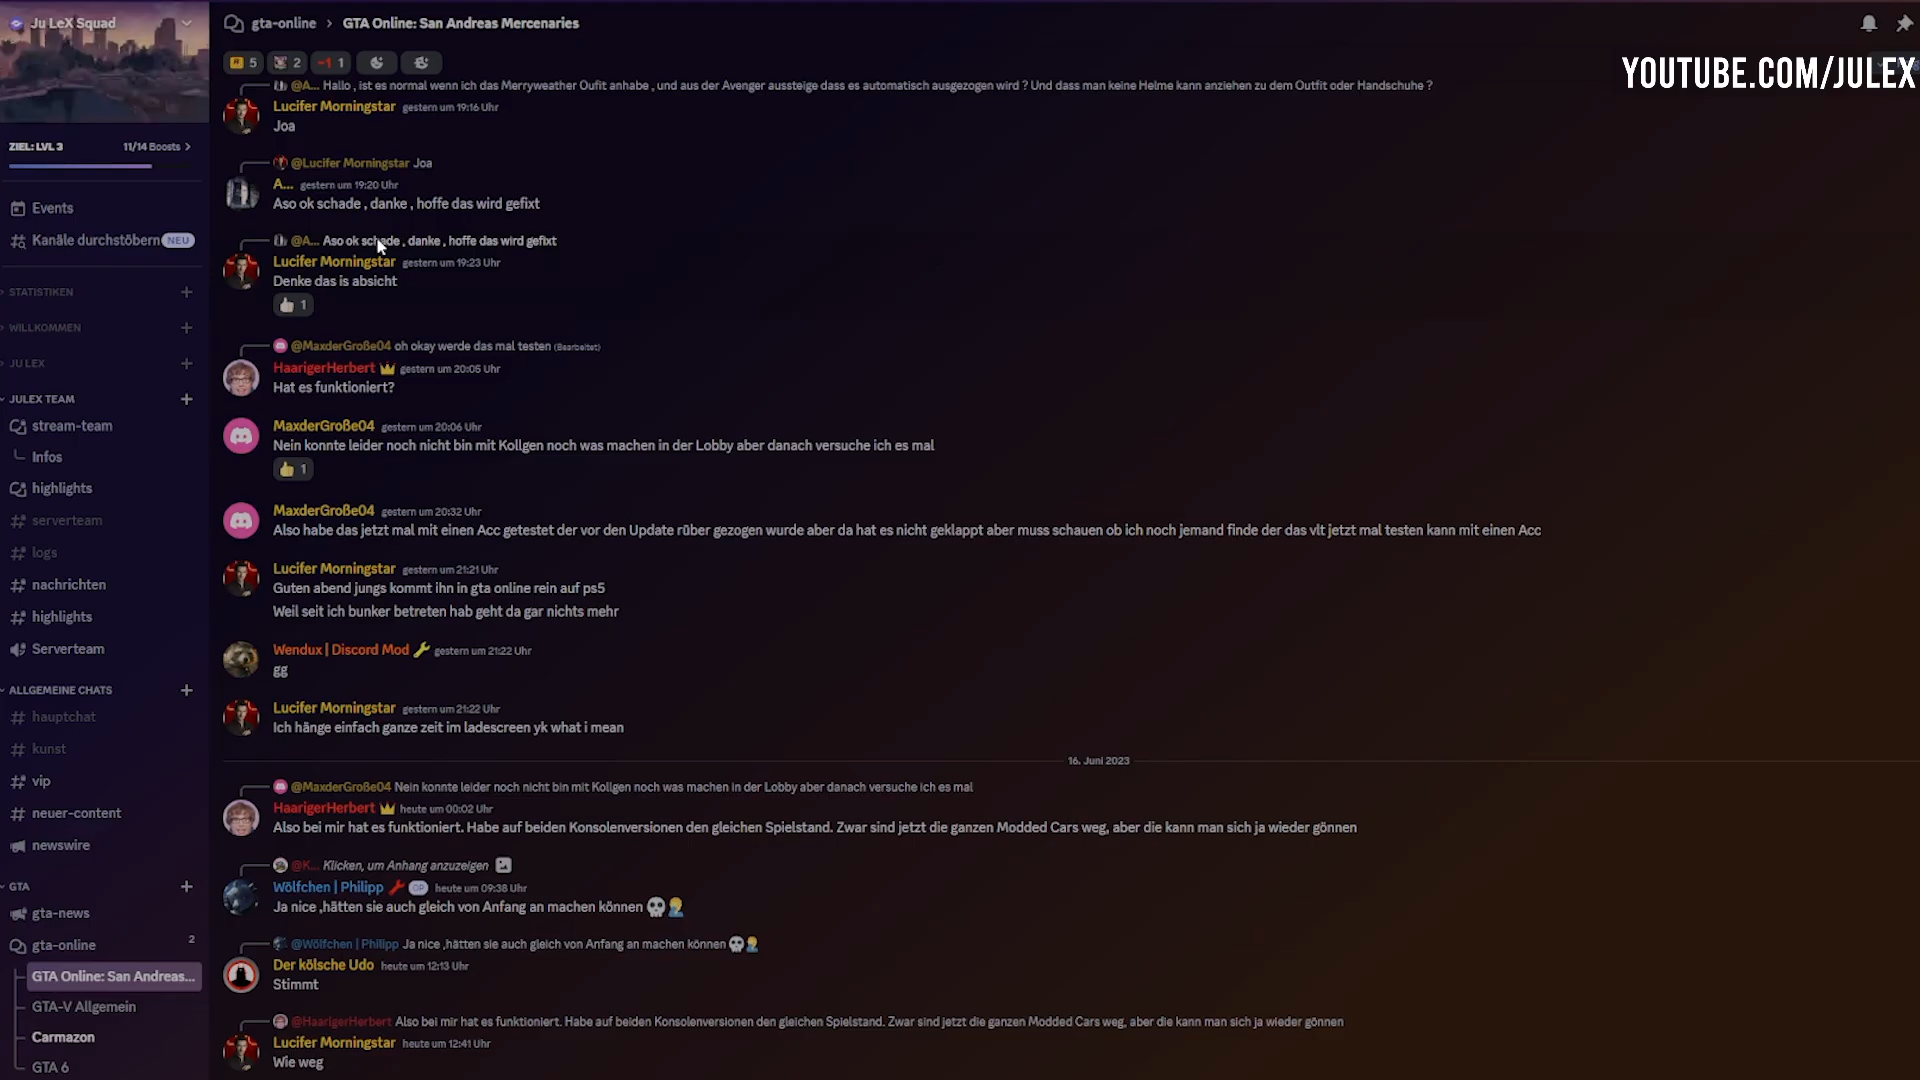 Ju LeX Squad
gta-online › GTA Online: San Andreas Mercenaries
YOUTUBE.COM/JULEX
5 2 -1 1
ZIEL: LVL 3 11/14 Boosts >
Events
Kanäle durchstöbern NEU
STATISTIKEN
WILLKOMMEN
JU LEX
JULEX TEAM
stream-team
Infos
highlights
serverteam
logs
nachrichten
highlights
Serverteam
ALLGEMEINE CHATS
hauptchat
kunst
vip
neuer-content
newswire
GTA
gta-news
gta-online 2
GTA Online: San Andreas...
GTA-V Allgemein
Carmazon
GTA 6
@A... Hallo , ist es normal wenn ich das Merryweather Oufit anhabe , und aus der Avenger aussteige dass es automatisch ausgezogen wird ? Und dass man keine Helme kann anziehen zu dem Outfit oder Handschuhe ?
Lucifer Morningstar gestern um 19:16 Uhr
Joa
@Lucifer Morningstar Joa
A... gestern um 19:20 Uhr
Aso ok schade , danke , hoffe das wird gefixt
@A... Aso ok schade , danke , hoffe das wird gefixt
Lucifer Morningstar gestern um 19:23 Uhr
Denke das is absicht
1
@MaxderGroße04 oh okay werde das mal testen (Bearbeitet)
HaarigerHerbert gestern um 20:05 Uhr
Hat es funktioniert?
MaxderGroße04 gestern um 20:06 Uhr
Nein konnte leider noch nicht bin mit Kollgen noch was machen in der Lobby aber danach versuche ich es mal
1
MaxderGroße04 gestern um 20:32 Uhr
Also habe das jetzt mal mit einen Acc getestet der vor den Update rüber gezogen wurde aber da hat es nicht geklappt aber muss schauen ob ich noch jemand finde der das vlt jetzt mal testen kann mit einen Acc
Lucifer Morningstar gestern um 21:21 Uhr
Guten abend jungs kommt ihn in gta online rein auf ps5
Weil seit ich bunker betreten hab geht da gar nichts mehr
Wendux | Discord Mod gestern um 21:22 Uhr
gg
Lucifer Morningstar gestern um 21:22 Uhr
Ich hänge einfach ganze zeit im ladescreen yk what i mean
16. Juni 2023
@MaxderGroße04 Nein konnte leider noch nicht bin mit Kollgen noch was machen in der Lobby aber danach versuche ich es mal
HaarigerHerbert heute um 00:02 Uhr
Also bei mir hat es funktioniert. Habe auf beiden Konsolenversionen den gleichen Spielstand. Zwar sind jetzt die ganzen Modded Cars weg, aber die kann man sich ja wieder gönnen
@K... Klicken, um Anhang anzuzeigen
Wölfchen | Philipp OP heute um 09:38 Uhr
Ja nice ,hätten sie auch gleich von Anfang an machen können
@Wölfchen | Philipp Ja nice ,hätten sie auch gleich von Anfang an machen können
Der kölsche Udo heute um 12:13 Uhr
Stimmt
@HaarigerHerbert Also bei mir hat es funktioniert. Habe auf beiden Konsolenversionen den gleichen Spielstand. Zwar sind jetzt die ganzen Modded Cars weg, aber die kann man sich ja wieder gönnen
Lucifer Morningstar heute um 12:41 Uhr
Wie weg